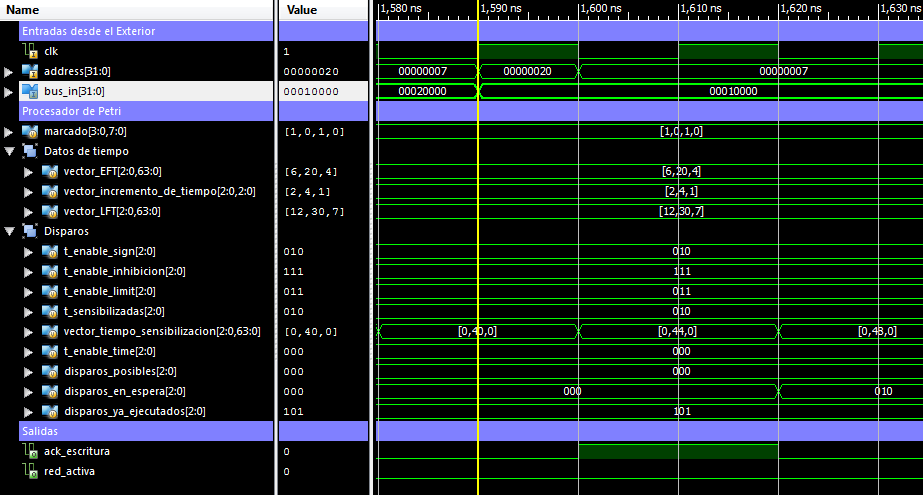 Name Value 1,580 ns 1,590 ns 1,600 ns 1,610 ns 1,620 ns 1,630 ns
Entradas desde el Exterior
clk 1
address[31:0] 00000020 00000007 00000020 00000007
bus_in[31:0] 00010000 00020000 00010000
Procesador de Petri
marcado[3:0,7:0] [1,0,1,0] [1,0,1,0]
Datos de tiempo
vector_EFT[2:0,63:0] [6,20,4] [6,20,4]
vector_incremento_de_tiempo[2:0,2:0] [2,4,1] [2,4,1]
vector_LFT[2:0,63:0] [12,30,7] [12,30,7]
Disparos
t_enable_sign[2:0] 010 010
t_enable_inhibicion[2:0] 111 111
t_enable_limit[2:0] 011 011
t_sensibilizadas[2:0] 010 010
vector_tiempo_sensibilizacion[2:0,63:0] [0,40,0] [0,40,0] [0,44,0] [0,48,0]
t_enable_time[2:0] 000 000
disparos_posibles[2:0] 000 000
disparos_en_espera[2:0] 000 000 010
disparos_ya_ejecutados[2:0] 101 101
Salidas
ack_escritura 0
red_activa 0